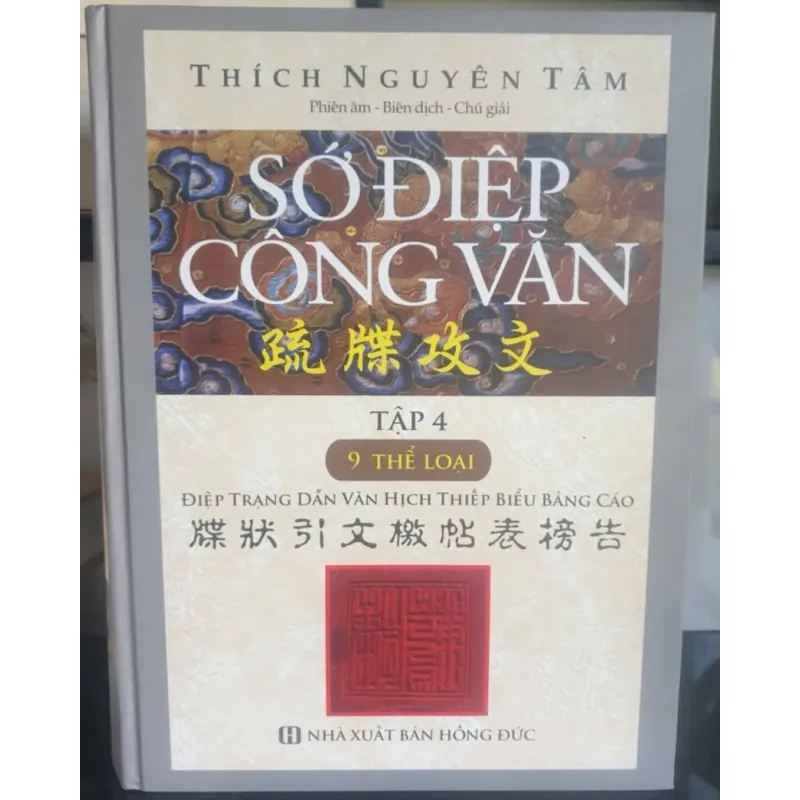 THÍCH NGUYÊN TÂM
Phiên âm - Biên dịch - Chú giải
SỚ ĐIỆP
CÔNG VĂN
疏牒攻文
TẬP 4
9 THỂ LOẠI
ĐIỆP TRẠNG DẪN VĂN HỊCH THIẾP BIỂU BẢNG CÁO
牒狀引文檄帖表榜告
NHÀ XUẤT BẢN HỒNG ĐỨC